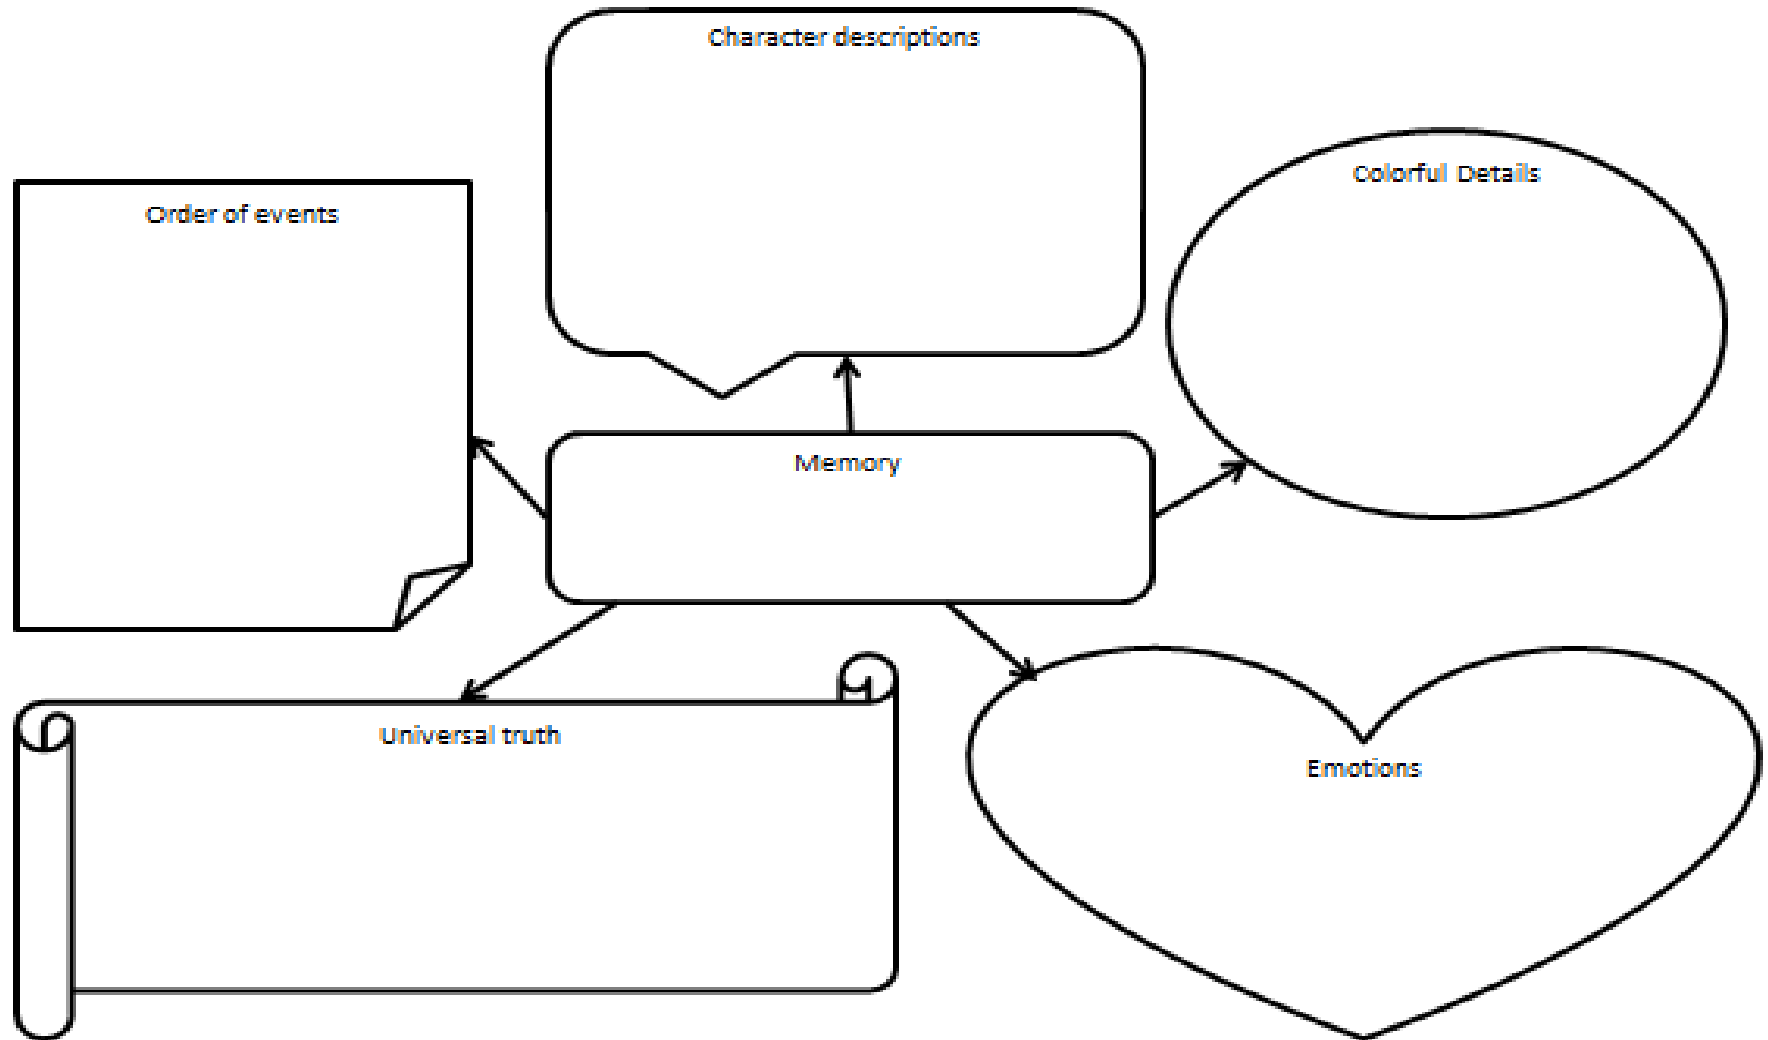 Character descriptions
Colorful Details
Order of events
Memory
Universal truth
Emotions